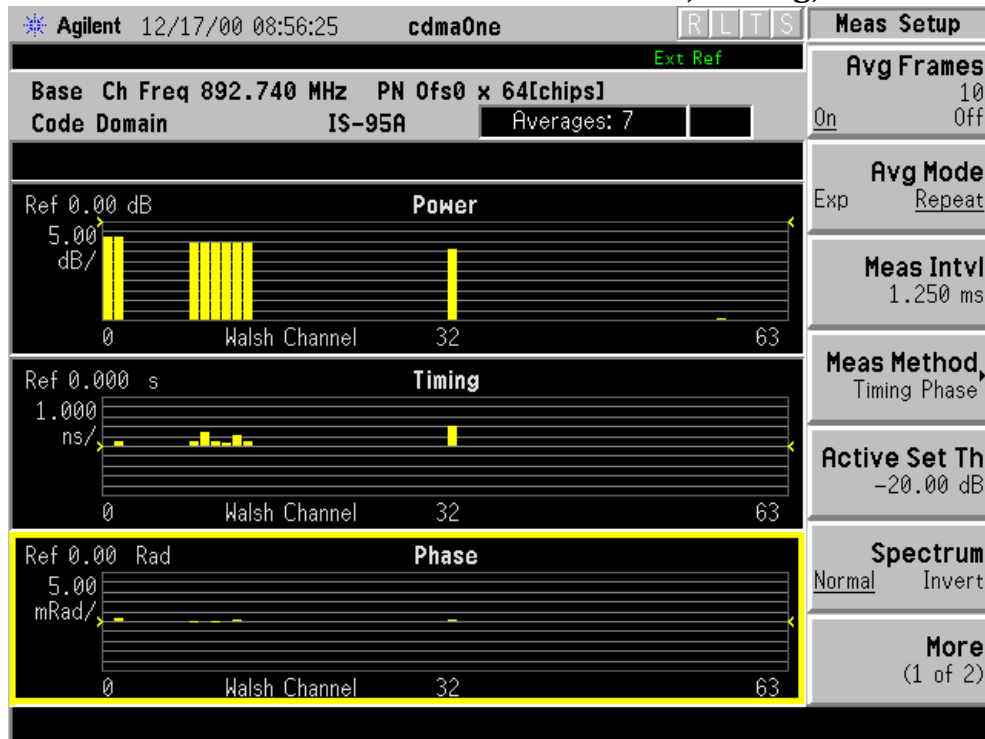 Agilent 12/17/00 08:56:25 cdmaOne R L T S
Meas Setup
Ext Ref
Base Ch Freq 892.740 MHz PN Ofs0 x 64[chips]
Code Domain IS-95A Averages: 7
Ref 0.00 dB Power
5.00
dB/
0 Walsh Channel 32 63
Ref 0.000 s Timing
1.000
ns/
0 Walsh Channel 32 63
Ref 0.00 Rad Phase
5.00
mRad/
0 Walsh Channel 32 63
Avg Frames
10
On Off
Avg Mode
Exp Repeat
Meas Intvl
1.250 ms
Meas Method
Timing Phase
Active Set Th
-20.00 dB
Spectrum
Normal Invert
More
(1 of 2)